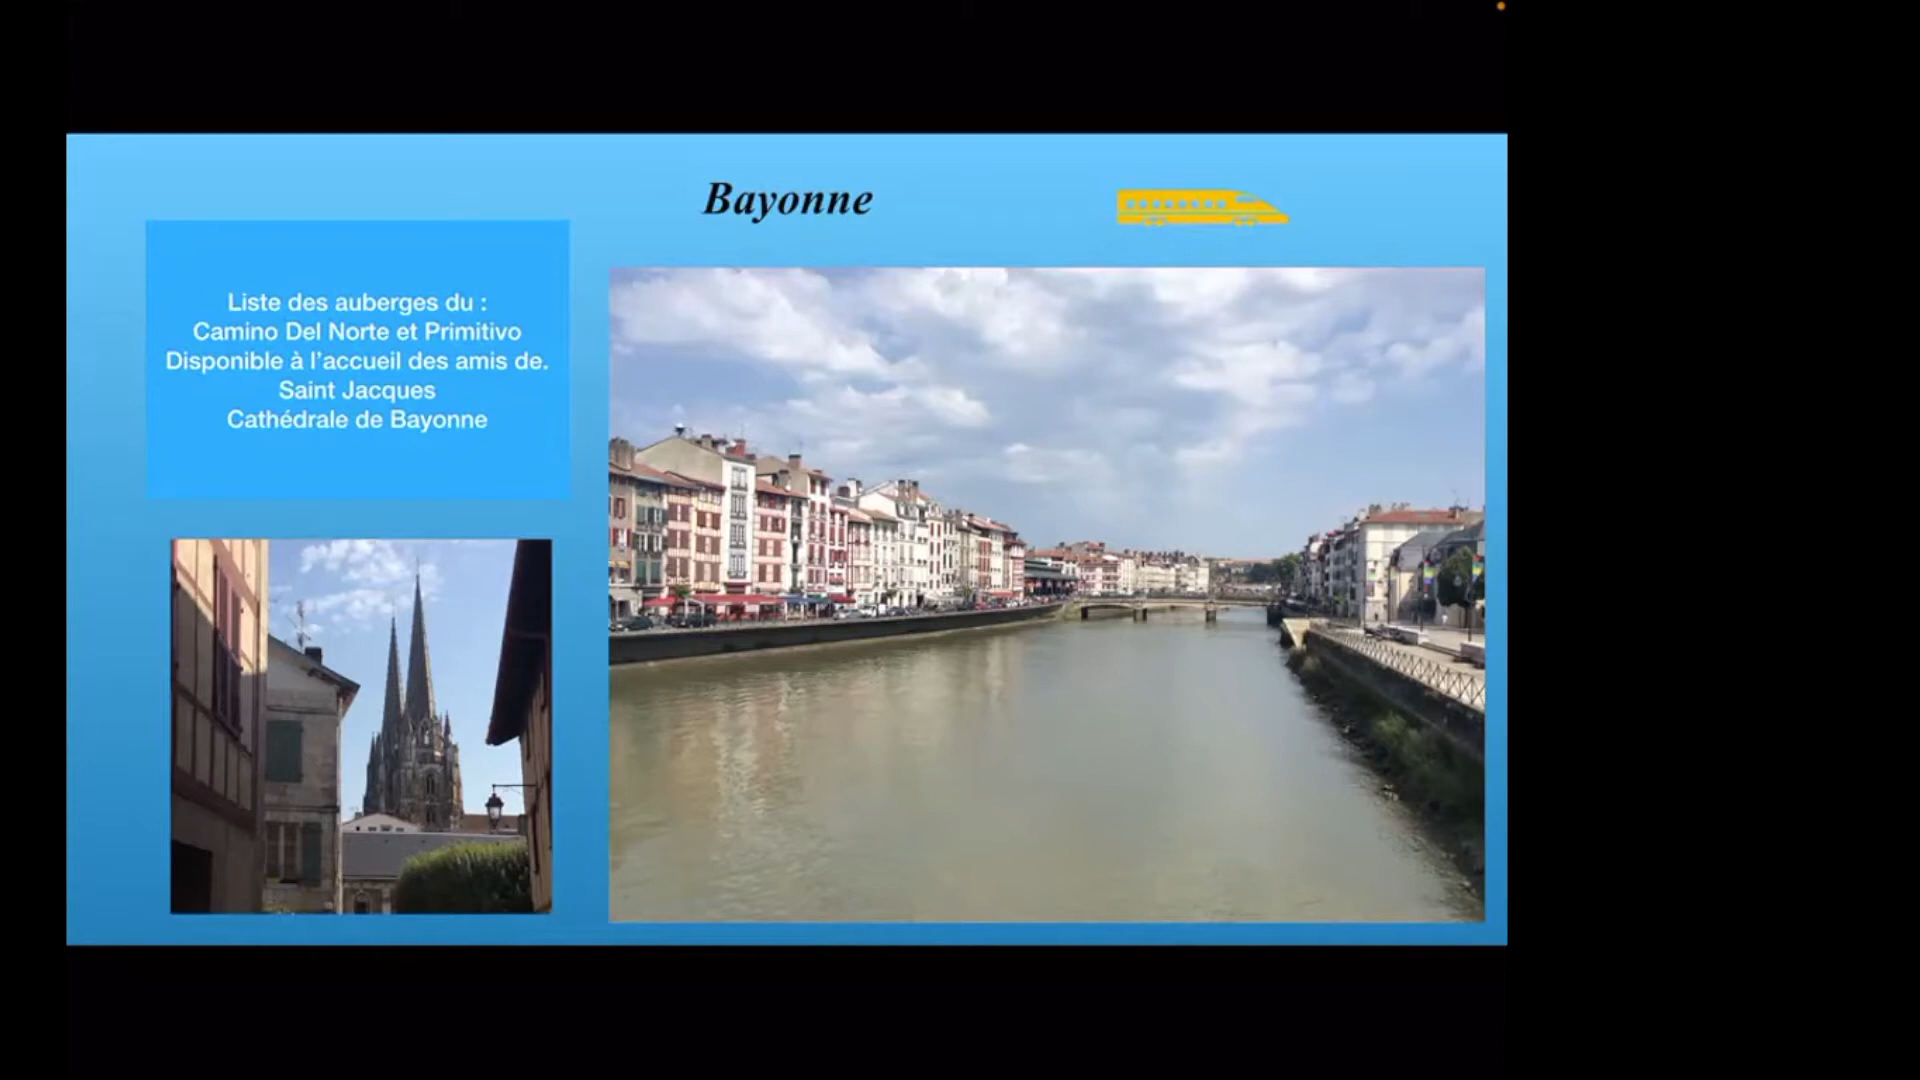 Bayonne
Liste des auberges du :
Camino Del Norte et Primitivo
Disponible à l’accueil des amis de.
Saint Jacques
Cathédrale de Bayonne